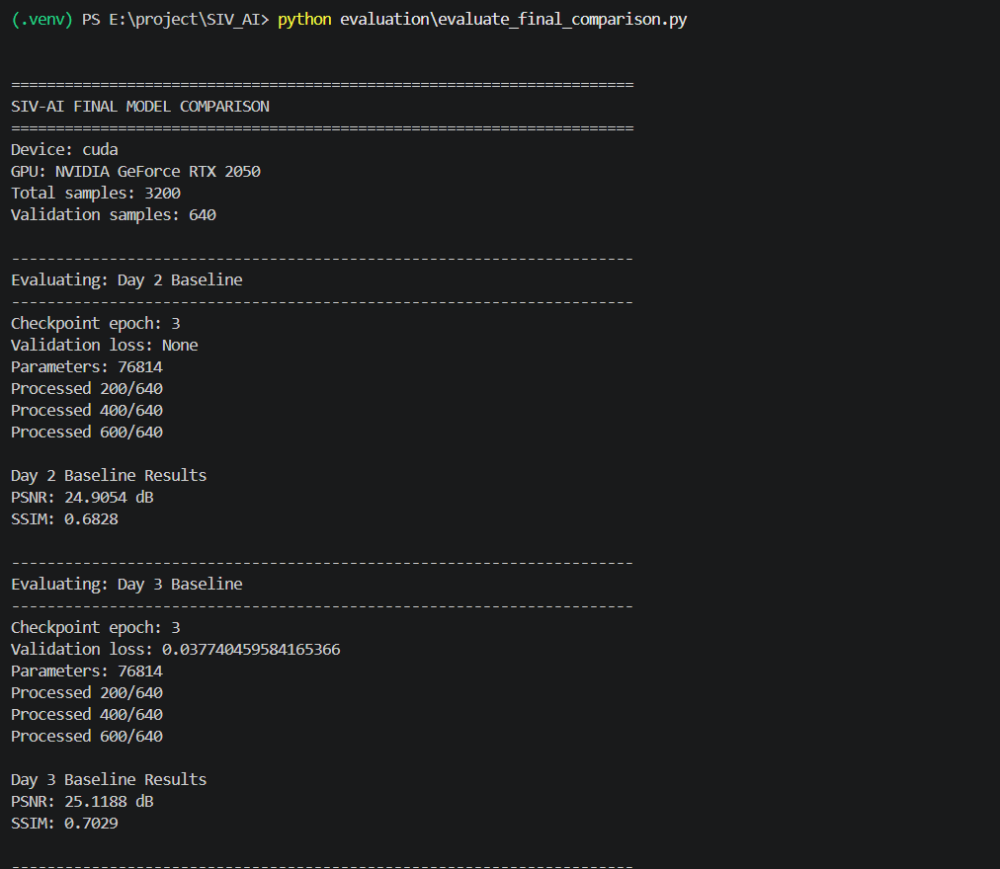 (.venv) PS E:\project\SIV_AI> python evaluation\evaluate_final_comparison.py
======================================================================
SIV-AI FINAL MODEL COMPARISON
======================================================================
Device: cuda
GPU: NVIDIA GeForce RTX 2050
Total samples: 3200
Validation samples: 640
----------------------------------------------------------------------
Evaluating: Day 2 Baseline
----------------------------------------------------------------------
Checkpoint epoch: 3
Validation loss: None
Parameters: 76814
Processed 200/640
Processed 400/640
Processed 600/640
Day 2 Baseline Results
PSNR: 24.9054 dB
SSIM: 0.6828
----------------------------------------------------------------------
Evaluating: Day 3 Baseline
----------------------------------------------------------------------
Checkpoint epoch: 3
Validation loss: 0.037740459584165366
Parameters: 76814
Processed 200/640
Processed 400/640
Processed 600/640
Day 3 Baseline Results
PSNR: 25.1188 dB
SSIM: 0.7029
----------------------------------------------------------------------